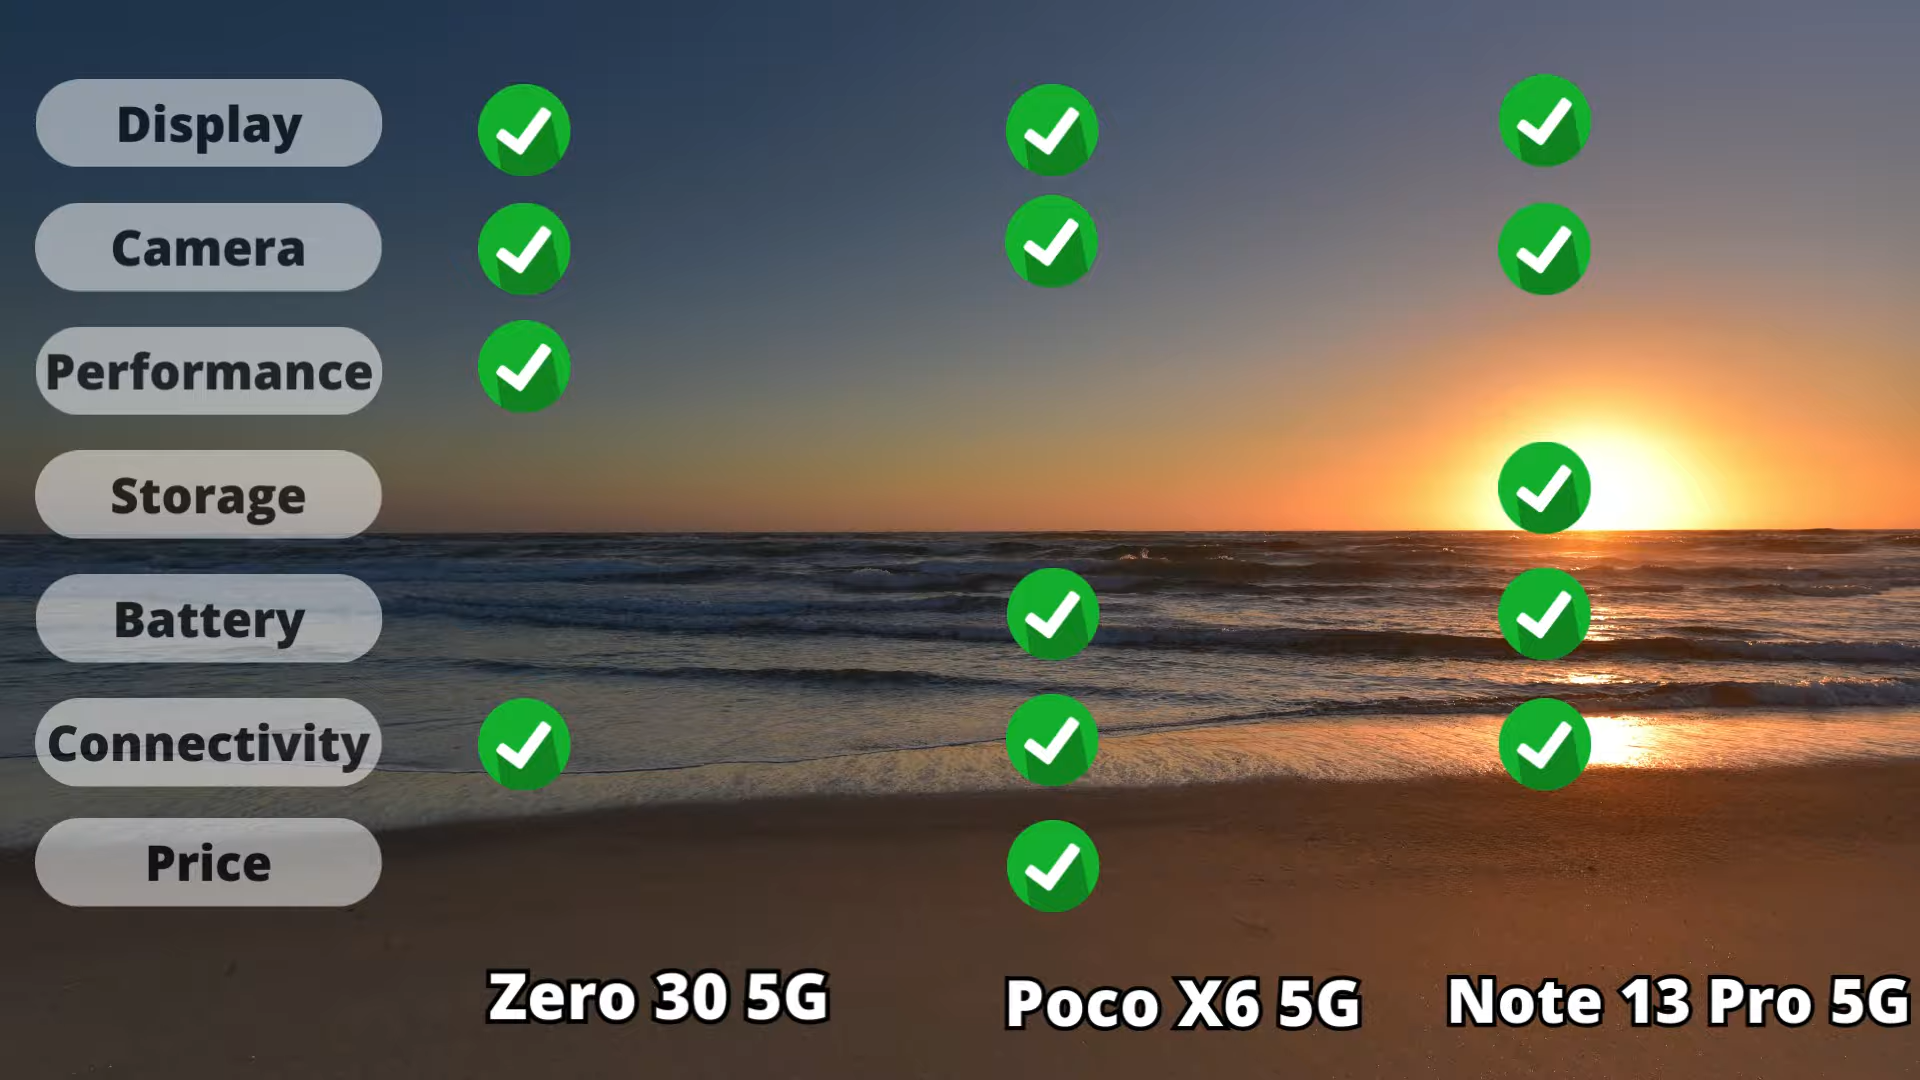 Display
Camera
Performance
Storage
Battery
Connectivity
Price
Zero 30 5G
Poco X6 5G
Note 13 Pro 5G